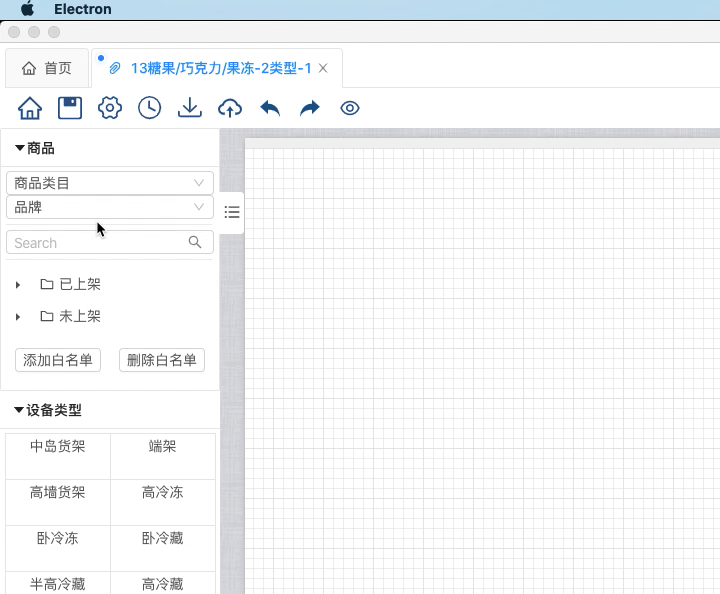 Electron
首页
13糖果/巧克力/果冻-2类型-1
商品
商品类目
品牌
Search
已上架
未上架
添加白名单 删除白名单
设备类型
中岛货架 端架
高墙货架 高冷冻
卧冷冻 卧冷藏
半高冷藏 高冷藏